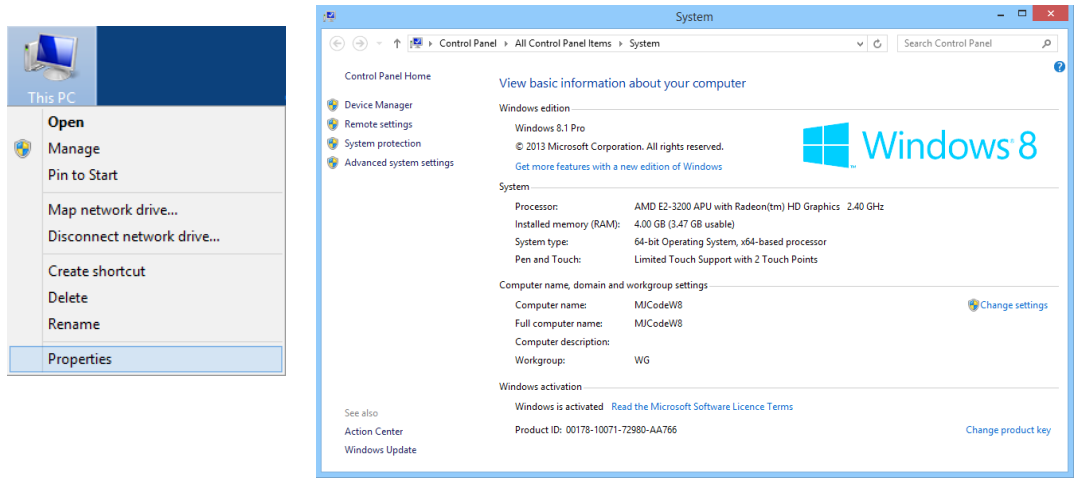 This PC
Open
Manage
Pin to Start
Map network drive...
Disconnect network drive...
Create shortcut
Delete
Rename
Properties
System
Control Panel All Control Panel Items System
Search Control Panel
Control Panel Home
Device Manager
Remote settings
System protection
Advanced system settings
See also
Action Center
Windows Update
View basic information about your computer
Windows edition
Windows 8.1 Pro
© 2013 Microsoft Corporation. All rights reserved.
Get more features with a new edition of Windows
Windows 8
System
Processor: AMD E2-3200 APU with Radeon(tm) HD Graphics 2.40 GHz
Installed memory (RAM): 4.00 GB (3.47 GB usable)
System type: 64-bit Operating System, x64-based processor
Pen and Touch: Limited Touch Support with 2 Touch Points
Computer name, domain and workgroup settings
Computer name: MJCodeW8 Change settings
Full computer name: MJCodeW8
Computer description:
Workgroup: WG
Windows activation
Windows is activated Read the Microsoft Software Licence Terms
Product ID: 00178-10071-72980-AA766 Change product key